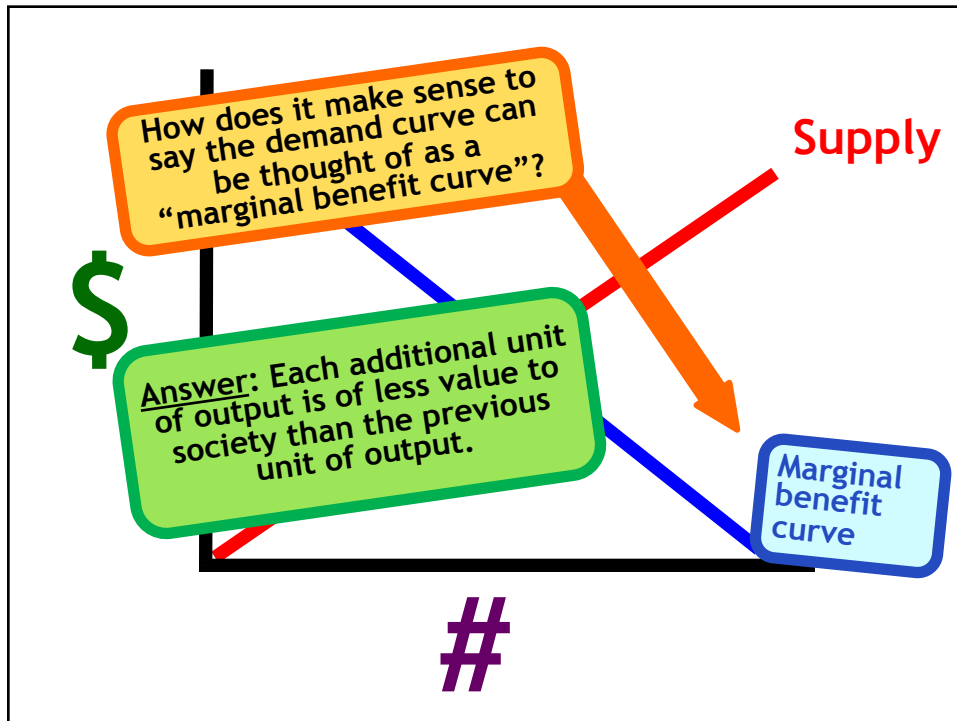 How does it make sense to
say the demand curve can
be thought of as a
“marginal benefit curve”?
Supply
$
Answer: Each additional unit
of output is of less value to
society than the previous
unit of output.
Marginal
benefit
curve
#